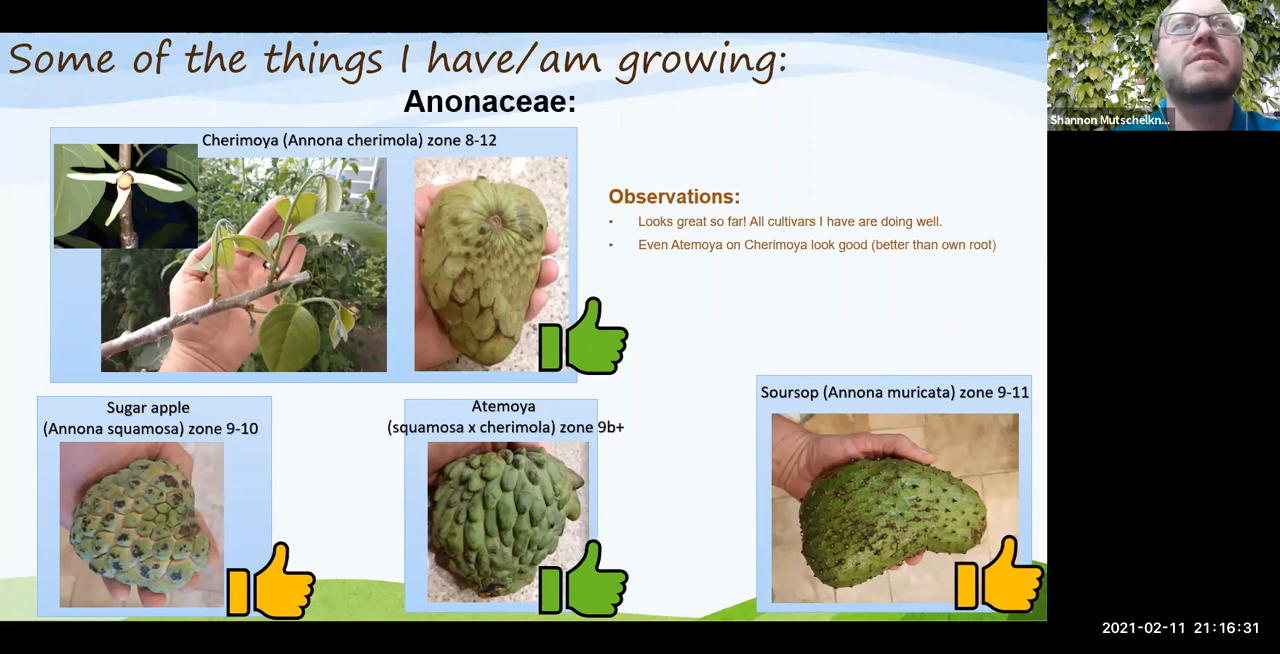 Some of the things I have/am growing:
Anonaceae:
Cherimoya (Annona cherimola) zone 8-12
Observations:
• Looks great so far! All cultivars I have are doing well.
• Even Atemoya on Cherimoya look good (better than own root)
Sugar apple
(Annona squamosa) zone 9-10
Atemoya
(squamosa x cherimola) zone 9b+
Soursop (Annona muricata) zone 9-11
Shannon Mutschelkn...
2021-02-11 21:16:31